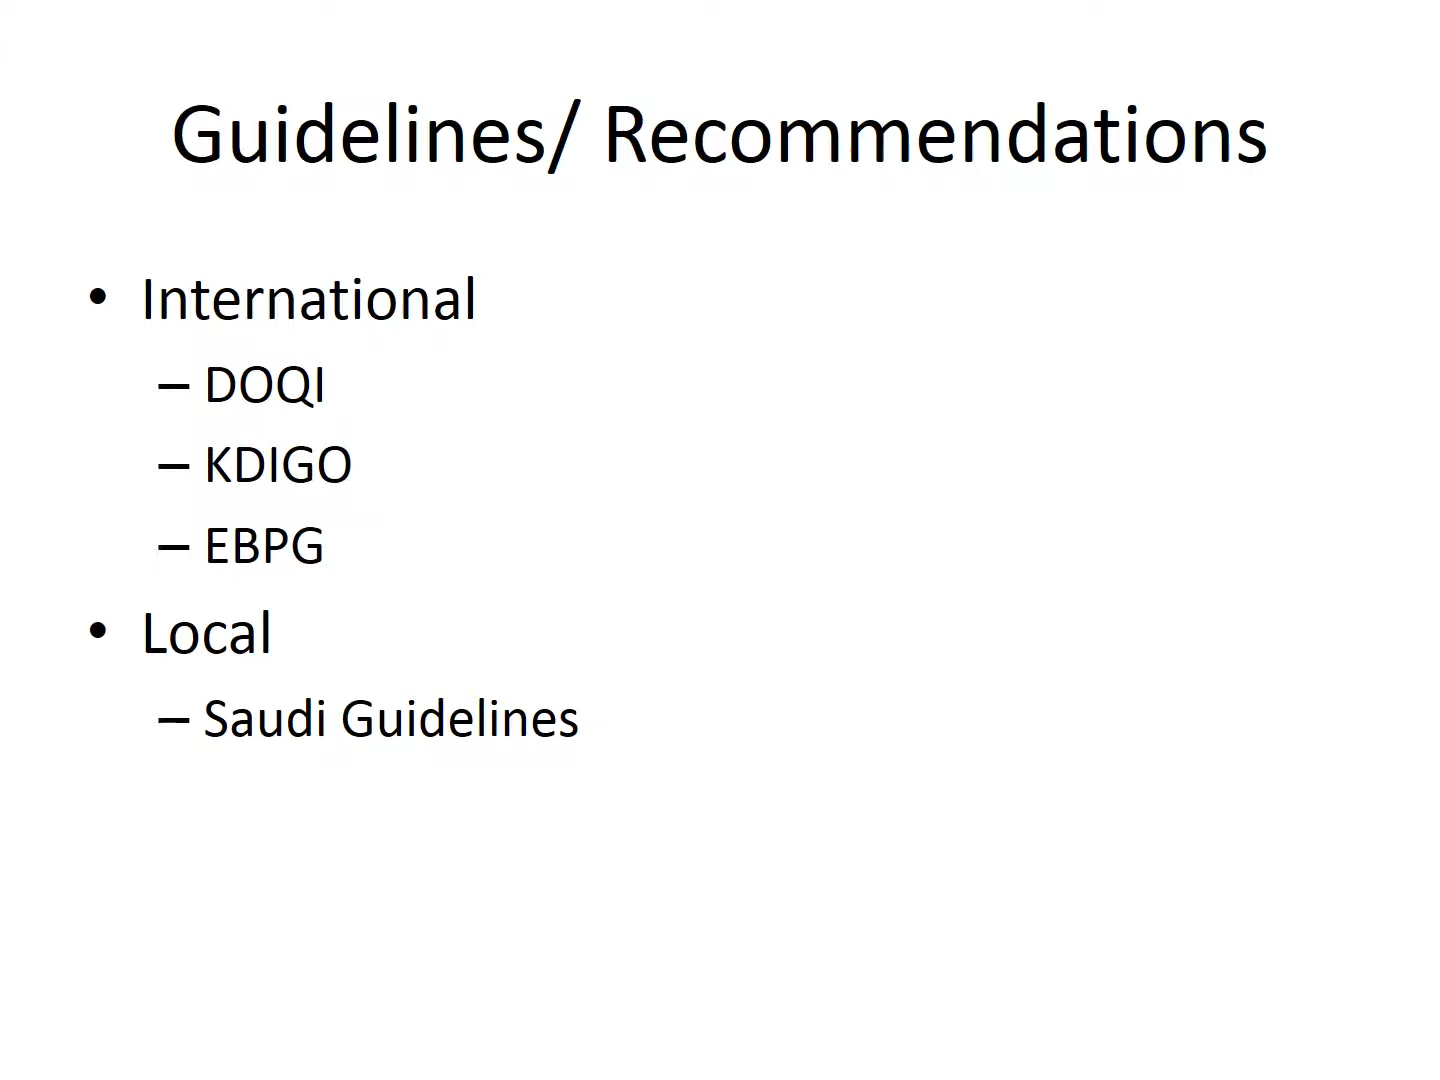 Guidelines/ Recommendations
• International
– DOQI
– KDIGO
– EBPG
• Local
– Saudi Guidelines